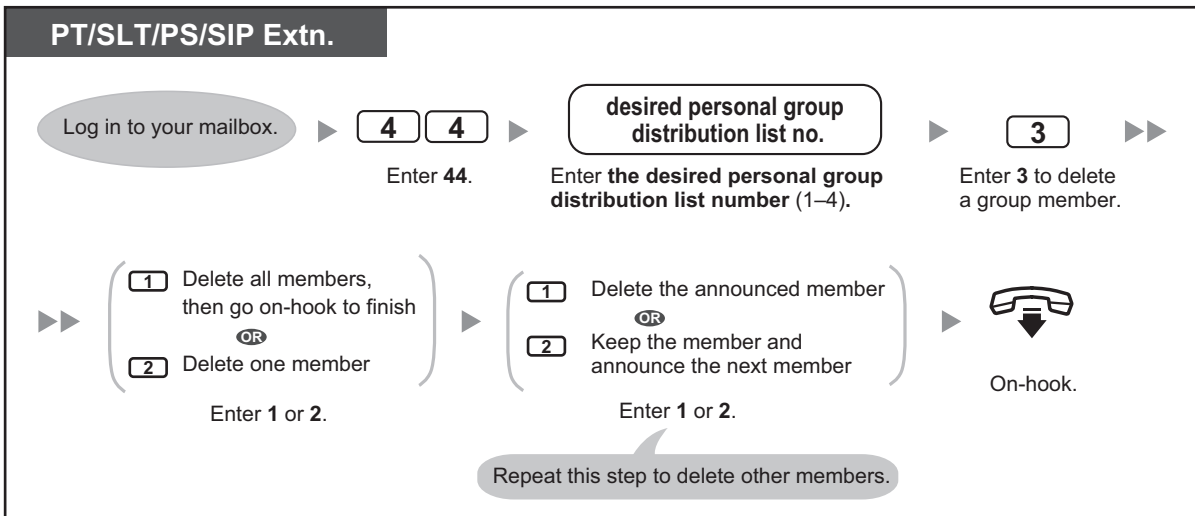 PT/SLT/PS/SIP Extn.
Log in to your mailbox.
4 4
Enter 44.
desired personal group
distribution list no.
Enter the desired personal group
distribution list number (1–4).
3
Enter 3 to delete
a group member.
1 Delete all members,
then go on-hook to finish
OR
2 Delete one member
Enter 1 or 2.
1 Delete the announced member
OR
2 Keep the member and
announce the next member
Enter 1 or 2.
Repeat this step to delete other members.
On-hook.